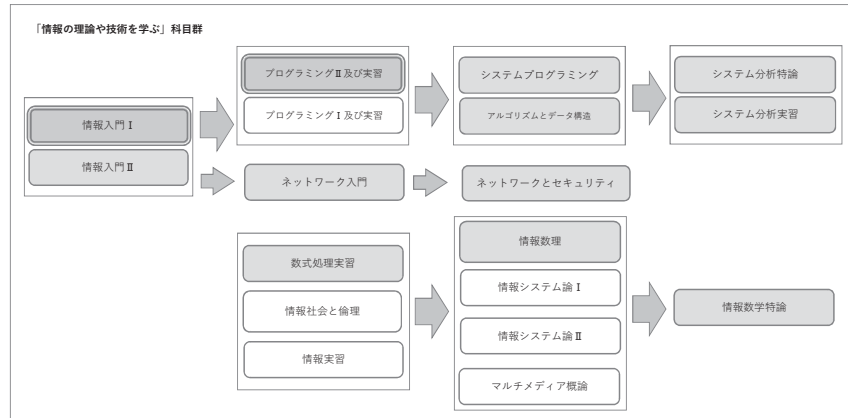 「情報の理論や技術を学ぶ」科目群
情報入門Ⅰ
情報入門Ⅱ
プログラミングⅡ及び実習
プログラミングⅠ及び実習
システムプログラミング
アルゴリズムとデータ構造
システム分析特論
システム分析実習
ネットワーク入門
ネットワークとセキュリティ
数式処理実習
情報社会と倫理
情報実習
情報数理
情報システム論Ⅰ
情報システム論Ⅱ
マルチメディア概論
情報数学特論